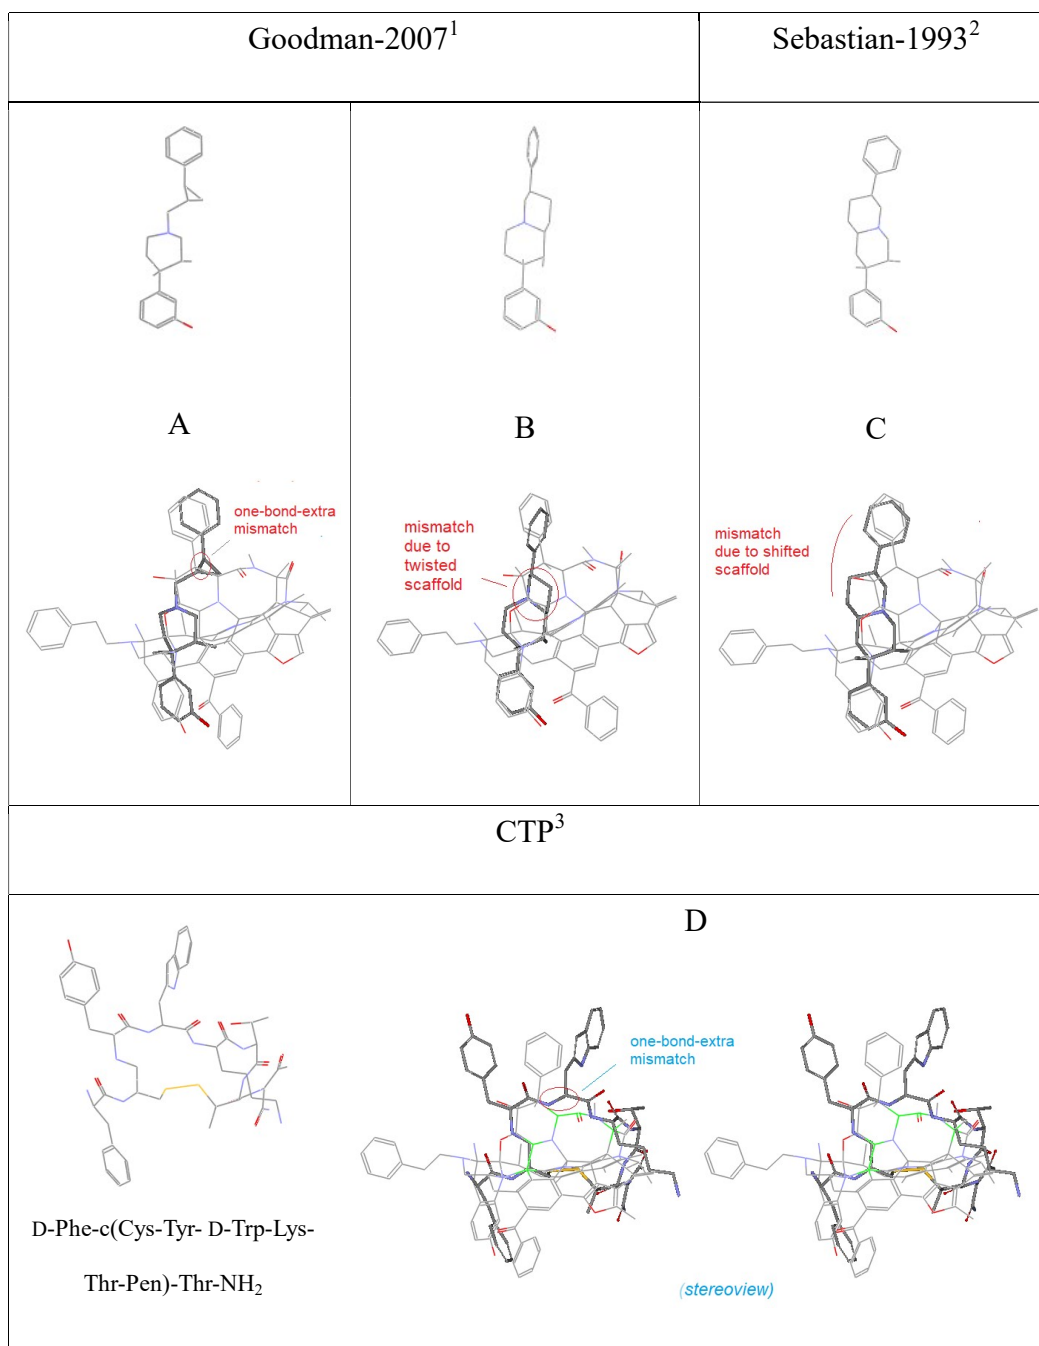 Goodman-2007¹
Sebastian-1993²
A
B
C
one-bond-extra
mismatch
mismatch
due to
twisted
scaffold
mismatch
due to shifted
scaffold
CTP³
D
one-bond-extra
mismatch
D-Phe-c(Cys-Tyr- D-Trp-Lys-
Thr-Pen)-Thr-NH₂
(stereoview)